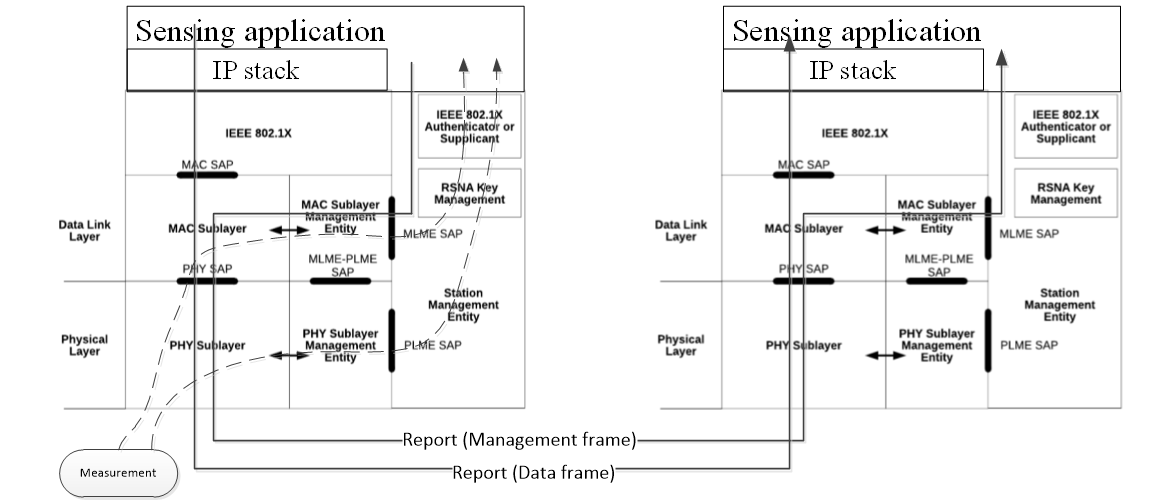 Sensing application
IP stack
IEEE 802.1X
IEEE 802.1X
Authenticator or
Supplicant
MAC SAP
RSNA Key
Management
Data Link
Layer
MAC Sublayer
MAC Sublayer
Management
Entity
MLME SAP
PHY SAP
MLME-PLME
SAP
Station
Management
Entity
Physical
Layer
PHY Sublayer
PHY Sublayer
Management
Entity
PLME SAP
Measurement
Sensing application
IP stack
IEEE 802.1X
IEEE 802.1X
Authenticator or
Supplicant
MAC SAP
RSNA Key
Management
Data Link
Layer
MAC Sublayer
MAC Sublayer
Management
Entity
MLME SAP
PHY SAP
MLME-PLME
SAP
Station
Management
Entity
Physical
Layer
PHY Sublayer
PHY Sublayer
Management
Entity
PLME SAP
Report (Management frame)
Report (Data frame)